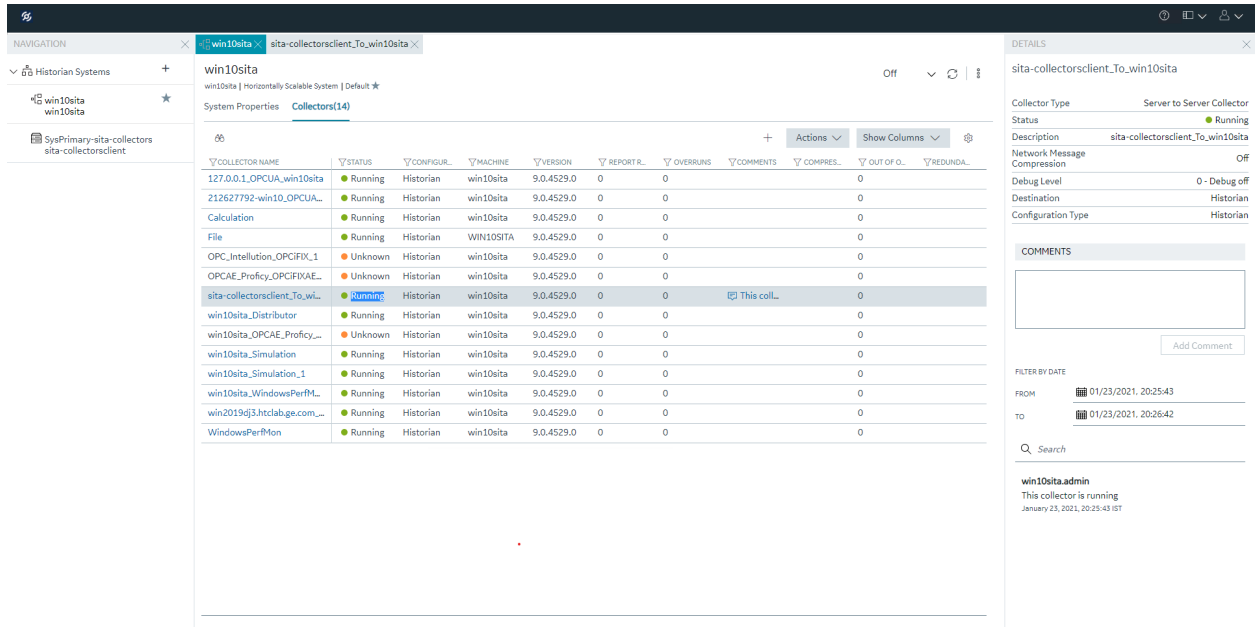 NAVIGATION
Historian Systems
win10sita
win10sita
SysPrimary-sita-collectors
sita-collectorsclient
win10sita sita-collectorsclient_To_win10sita
win10sita
win10sita | Horizontally Scalable System | Default
Off
System Properties Collectors(14)
Actions Show Columns
COLLECTOR NAME STATUS CONFIGUR... MACHINE VERSION REPORT R... OVERRUNS COMMENTS COMPRES... OUT OF O... REDUNDA...
127.0.0.1_OPCUA_win10sita Running Historian win10sita 9.0.4529.0 0 0 0
212627792-win10_OPCUA... Running Historian win10sita 9.0.4529.0 0 0 0
Calculation Running Historian win10sita 9.0.4529.0 0 0 0
File Running Historian WIN10SITA 9.0.4529.0 0 0 0
OPC_Intellution_OPCiFIX_1 Unknown Historian win10sita 9.0.4529.0 0 0 0
OPCAE_Proficy_OPCiFIXAE... Unknown Historian win10sita 9.0.4529.0 0 0 0
sita-collectorsclient_To_wi... Running Historian win10sita 9.0.4529.0 0 0 This coll... 0
win10sita_Distributor Running Historian win10sita 9.0.4529.0 0 0 0
win10sita_OPCAE_Proficy_... Unknown Historian win10sita 9.0.4529.0 0 0 0
win10sita_Simulation Running Historian win10sita 9.0.4529.0 0 0 0
win10sita_Simulation_1 Running Historian win10sita 9.0.4529.0 0 0 0
win10sita_WindowsPerfM... Running Historian win10sita 9.0.4529.0 0 0 0
win2019dj3.htclab.ge.com_... Running Historian win10sita 9.0.4529.0 0 0 0
WindowsPerfMon Running Historian win10sita 9.0.4529.0 0 0 0
DETAILS
sita-collectorsclient_To_win10sita
Collector Type Server to Server Collector
Status Running
Description sita-collectorsclient_To_win10sita
Network Message
Compression Off
Debug Level 0 - Debug off
Destination Historian
Configuration Type Historian
COMMENTS
Add Comment
FILTER BY DATE
FROM 01/23/2021, 20:25:43
TO 01/23/2021, 20:26:42
Search
win10sita.admin
This collector is running
January 23, 2021, 20:25:43 IST